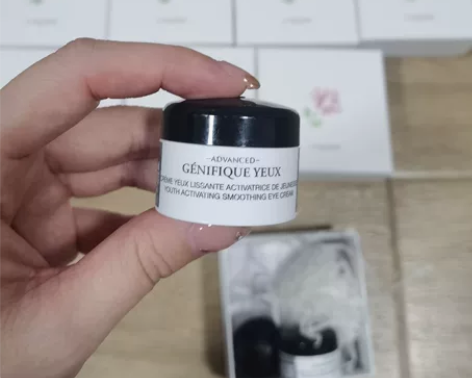 -ADVANCED-
GÉNIFIQUE YEUX
CRÈME YEUX LISSANTE ACTIVATRICE DE JEUNESSE
YOUTH ACTIVATING SMOOTHING EYE CREAM